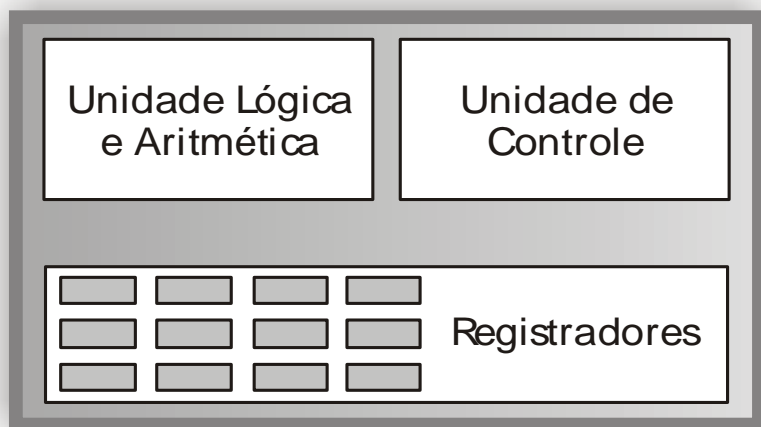 Unidade Lógica
e Aritmética
Unidade de
Controle
Registradores